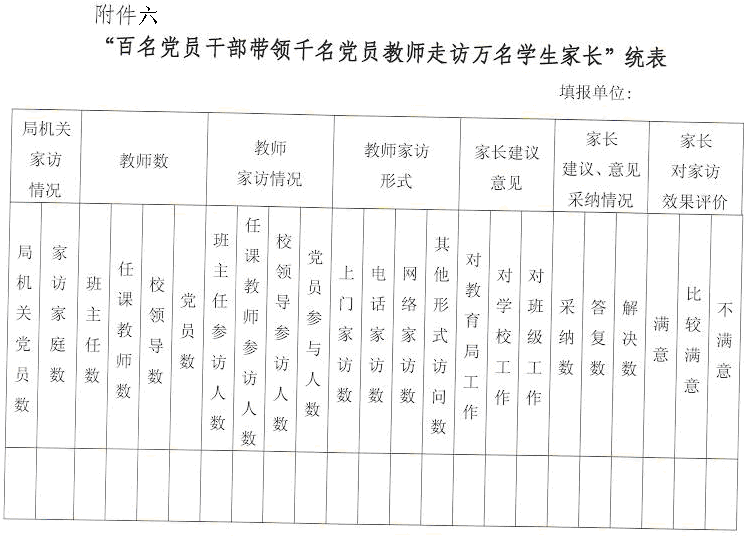 附件六
“百名党员干部带领千名党员教师走访万名学生家长”统表
填报单位:
局机关
家访
情况
教师数
教师
家访情况
教师家访
形式
家长建议
意见
家长
建议、意见
采纳情况
家长
对家访
效果评价
局机关党员数
家访家庭数
班主任数
任课教师数
校领导数
党员数
班主任参访人数
任课教师参访人数
校领导参访人数
党员参与人数
上门家访数
电话家访数
网络家访数
其他形式访问数
对教育局工作
对学校工作
对班级工作
采纳数
答复数
解决数
满意
比较满意
不满意